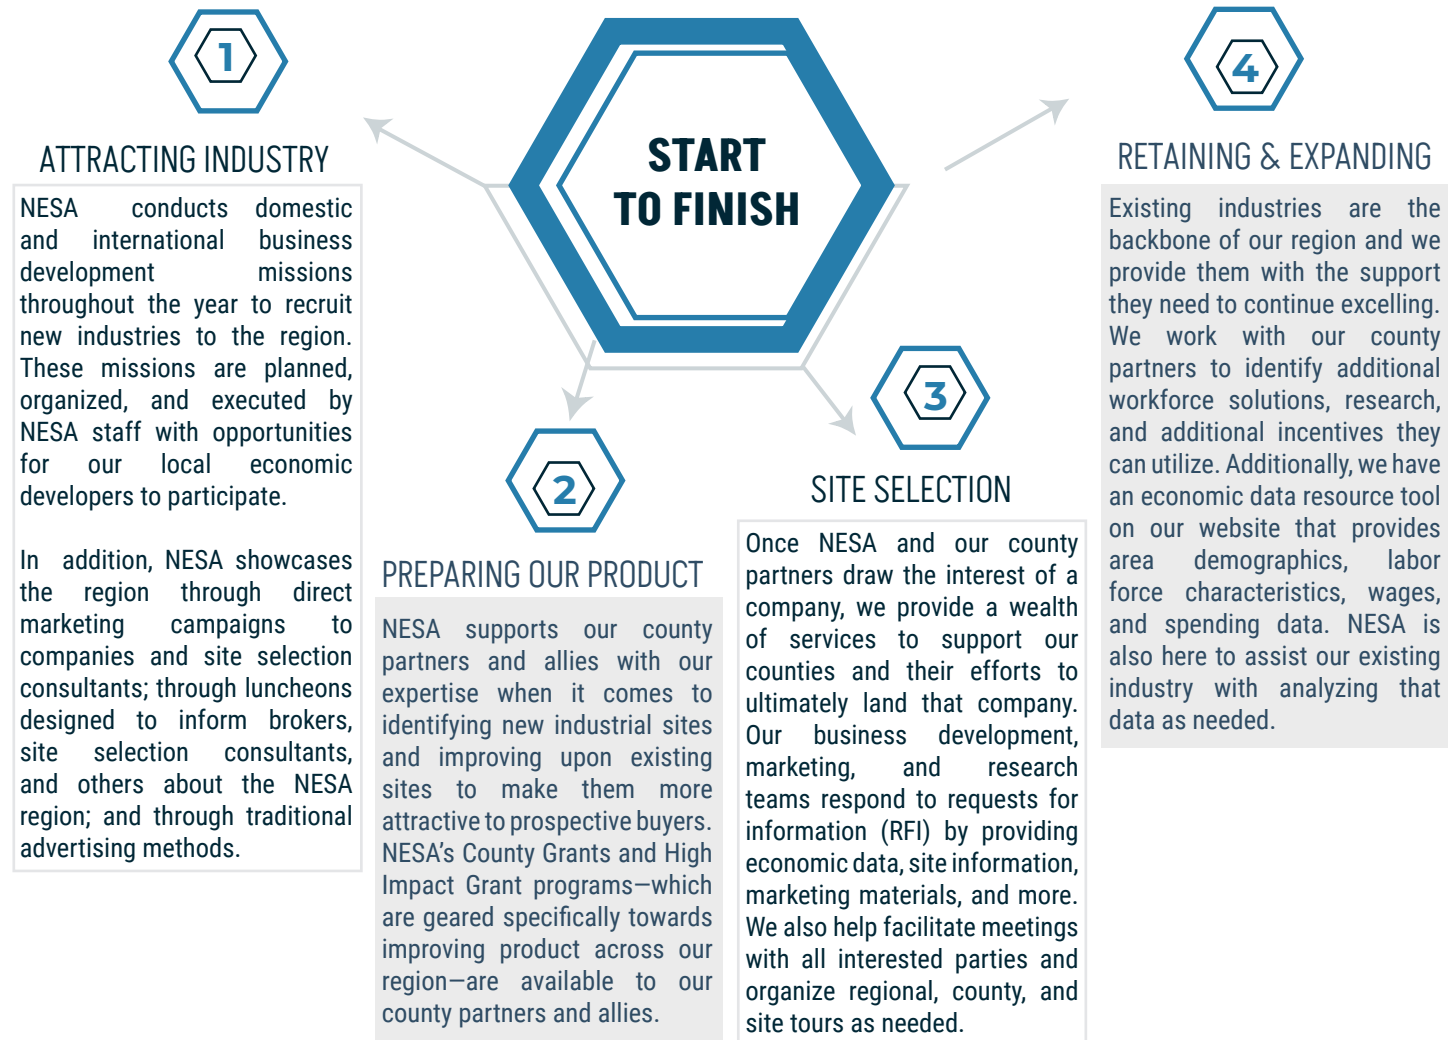 START
TO FINISH
1
ATTRACTING INDUSTRY
NESA conducts domestic
and international business
development missions
throughout the year to recruit
new industries to the region.
These missions are planned,
organized, and executed by
NESA staff with opportunities
for our local economic
developers to participate.
In addition, NESA showcases
the region through direct
marketing campaigns to
companies and site selection
consultants; through luncheons
designed to inform brokers,
site selection consultants,
and others about the NESA
region; and through traditional
advertising methods.
2
PREPARING OUR PRODUCT
NESA supports our county
partners and allies with our
expertise when it comes to
identifying new industrial sites
and improving upon existing
sites to make them more
attractive to prospective buyers.
NESA’s County Grants and High
Impact Grant programs—which
are geared specifically towards
improving product across our
region—are available to our
county partners and allies.
3
SITE SELECTION
Once NESA and our county
partners draw the interest of a
company, we provide a wealth
of services to support our
counties and their efforts to
ultimately land that company.
Our business development,
marketing, and research
teams respond to requests for
information (RFI) by providing
economic data, site information,
marketing materials, and more.
We also help facilitate meetings
with all interested parties and
organize regional, county, and
site tours as needed.
4
RETAINING & EXPANDING
Existing industries are the
backbone of our region and we
provide them with the support
they need to continue excelling.
We work with our county
partners to identify additional
workforce solutions, research,
and additional incentives they
can utilize. Additionally, we have
an economic data resource tool
on our website that provides
area demographics, labor
force characteristics, wages,
and spending data. NESA is
also here to assist our existing
industry with analyzing that
data as needed.